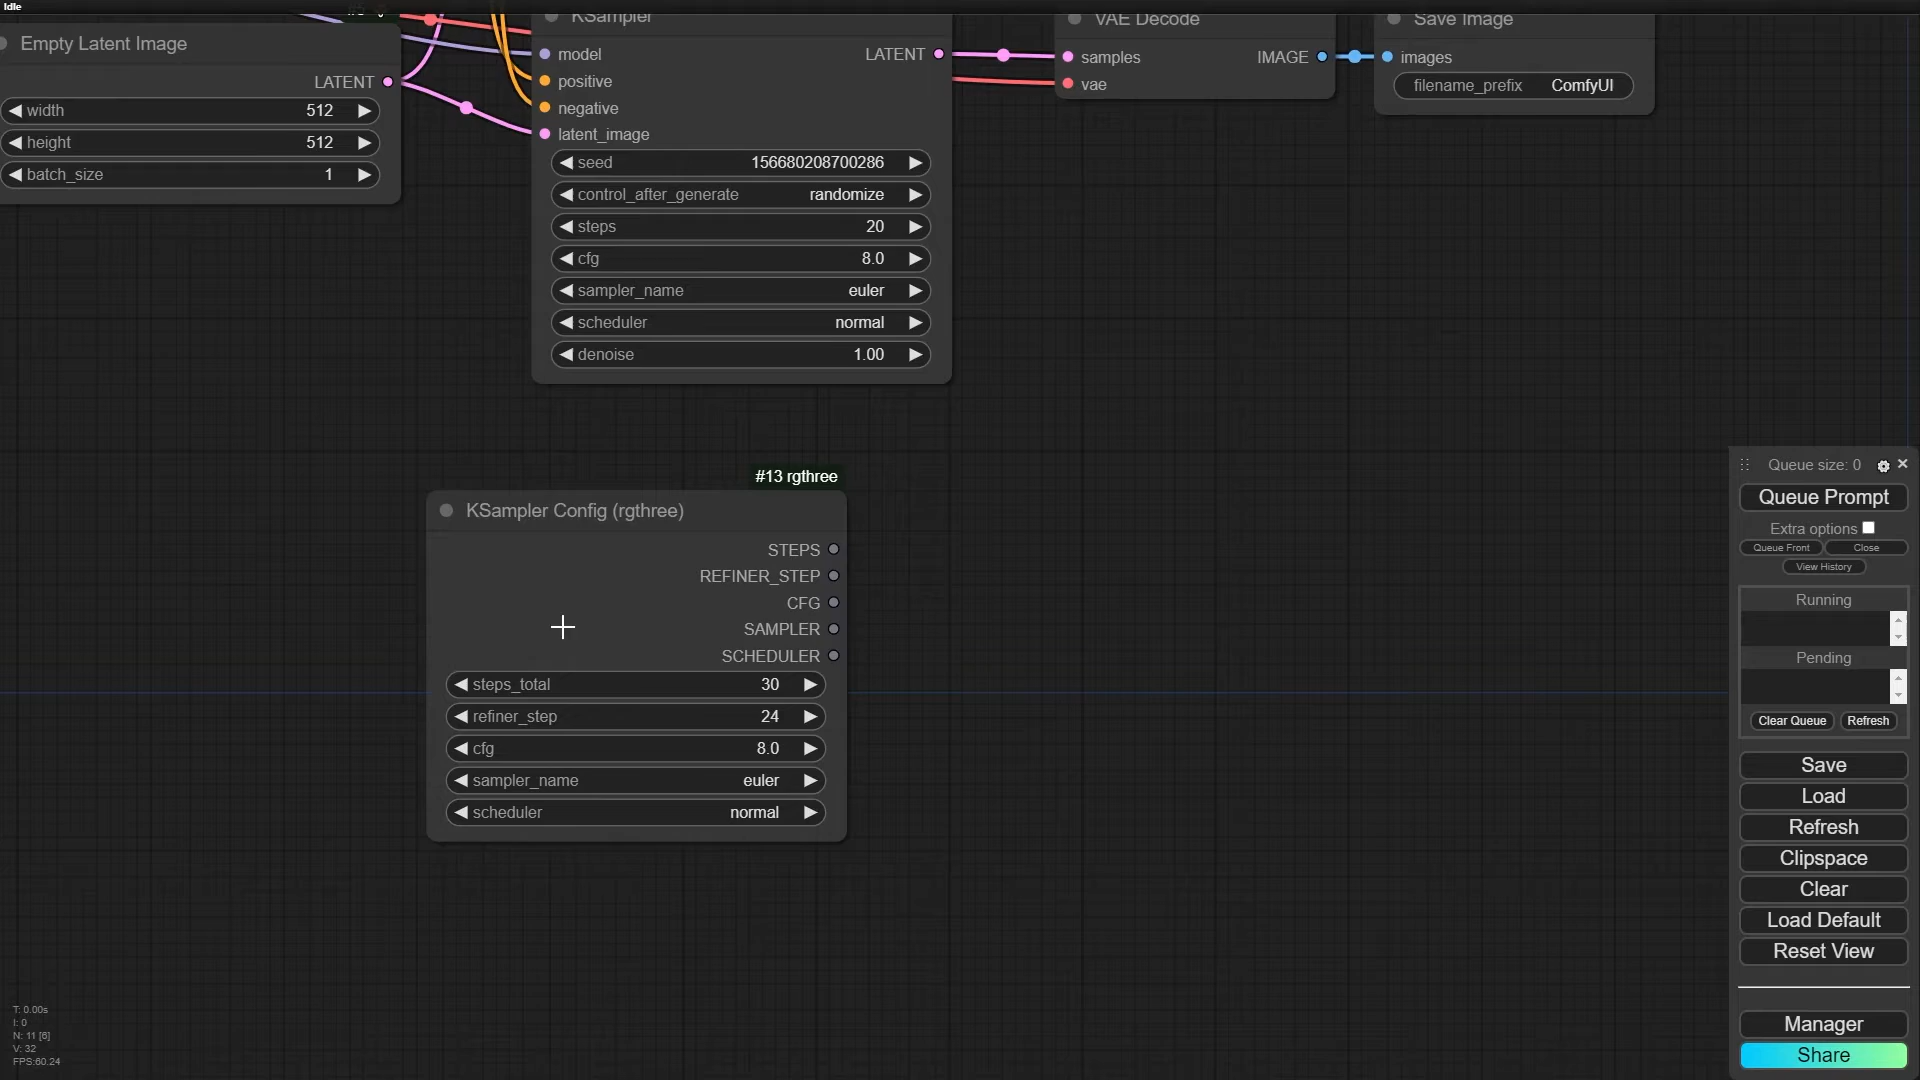 Idle
#5
KSampler
VAE Decode
Save Image
Empty Latent Image
LATENT
width 512
height 512
batch_size 1
model
LATENT
positive
negative
latent_image
seed 156680208700286
control_after_generate randomize
steps 20
cfg 8.0
sampler_name euler
scheduler normal
denoise 1.00
samples
IMAGE
vae
images
filename_prefix ComfyUI
#13 rgthree
KSampler Config (rgthree)
STEPS
REFINER_STEP
CFG
SAMPLER
SCHEDULER
steps_total 30
refiner_step 24
cfg 8.0
sampler_name euler
scheduler normal
Queue size: 0
Queue Prompt
Extra options
Queue Front
Close
View History
Running
Pending
Clear Queue
Refresh
Save
Load
Refresh
Clipspace
Clear
Load Default
Reset View
Manager
Share
T: 0.00s
I: 0
N: 11 [6]
V: 32
FPS:60.24